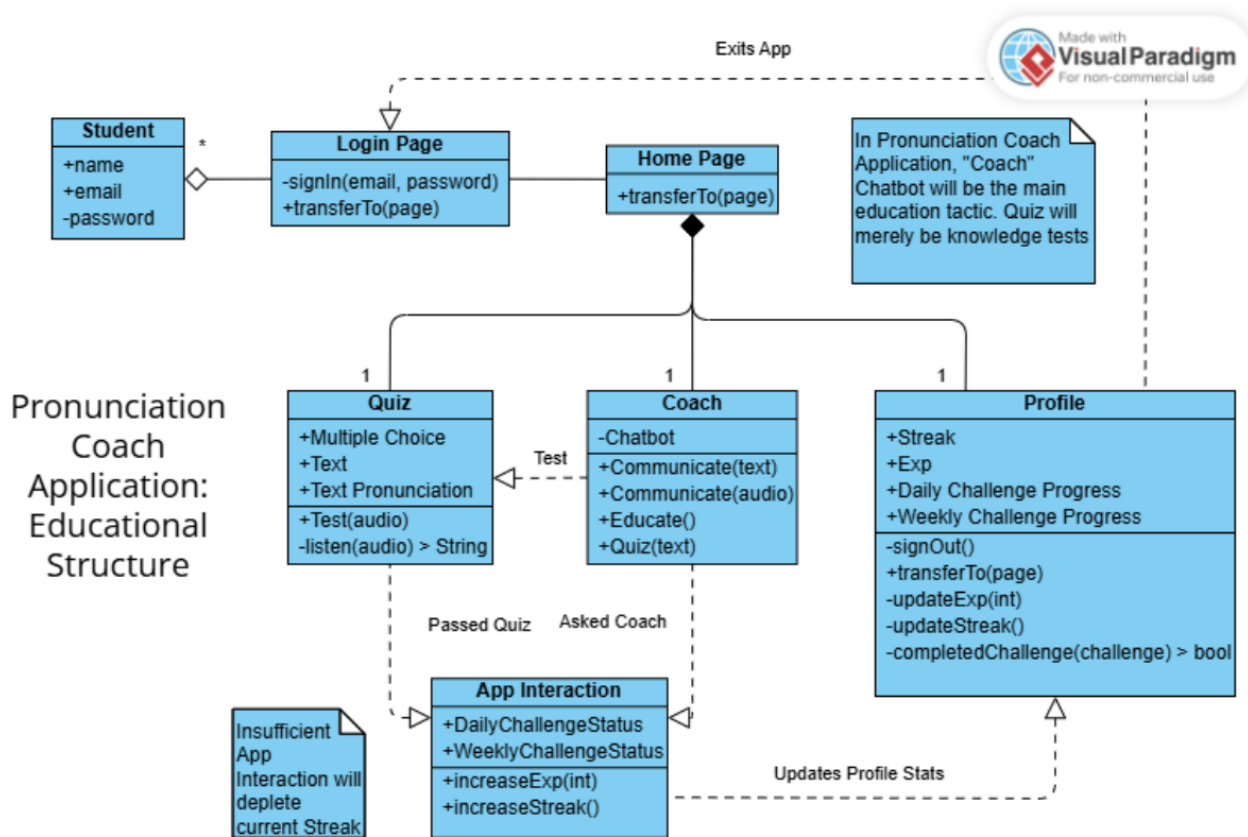 Made with
Visual Paradigm
For non-commercial use
Exits App
Student
+name
+email
-password
*
Login Page
-signIn(email, password)
+transferTo(page)
Home Page
+transferTo(page)
In Pronunciation Coach
Application, "Coach"
Chatbot will be the main
education tactic. Quiz will
merely be knowledge tests
Pronunciation
Coach
Application:
Educational
Structure
1
Quiz
+Multiple Choice
+Text
+Text Pronunciation
+Test(audio)
-listen(audio) > String
Test
1
Coach
-Chatbot
+Communicate(text)
+Communicate(audio)
+Educate()
+Quiz(text)
1
Profile
+Streak
+Exp
+Daily Challenge Progress
+Weekly Challenge Progress
-signOut()
+transferTo(page)
-updateExp(int)
-updateStreak()
-completedChallenge(challenge) > bool
Passed Quiz
Asked Coach
Insufficient
App
Interaction will
deplete
current Streak
App Interaction
+DailyChallengeStatus
+WeeklyChallengeStatus
+increaseExp(int)
+increaseStreak()
Updates Profile Stats